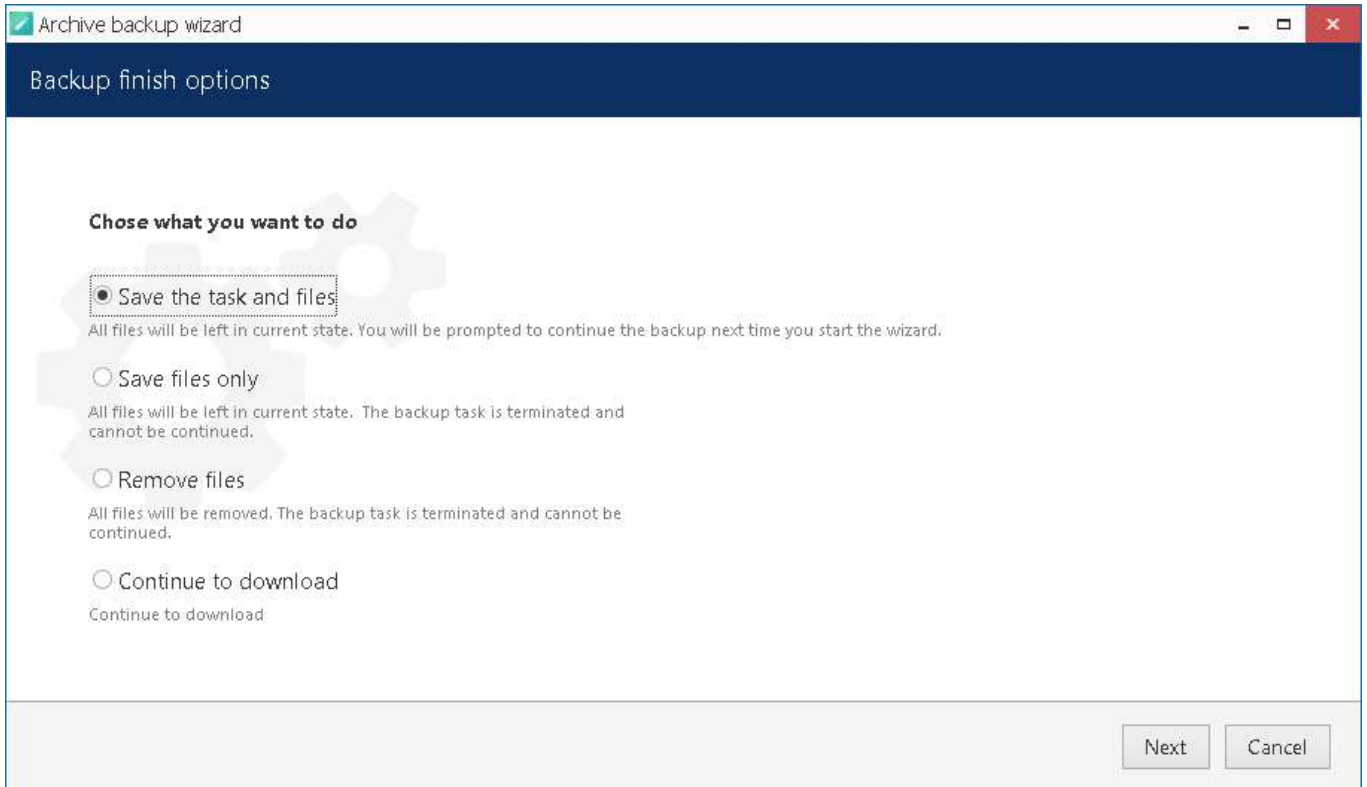 Archive backup wizard
Backup finish options
Chose what you want to do
Save the task and files
All files will be left in current state. You will be prompted to continue the backup next time you start the wizard.
Save files only
All files will be left in current state.  The backup task is terminated and
cannot be continued.
Remove files
All files will be removed. The backup task is terminated and cannot be
continued.
Continue to download
Continue to download
Next
Cancel